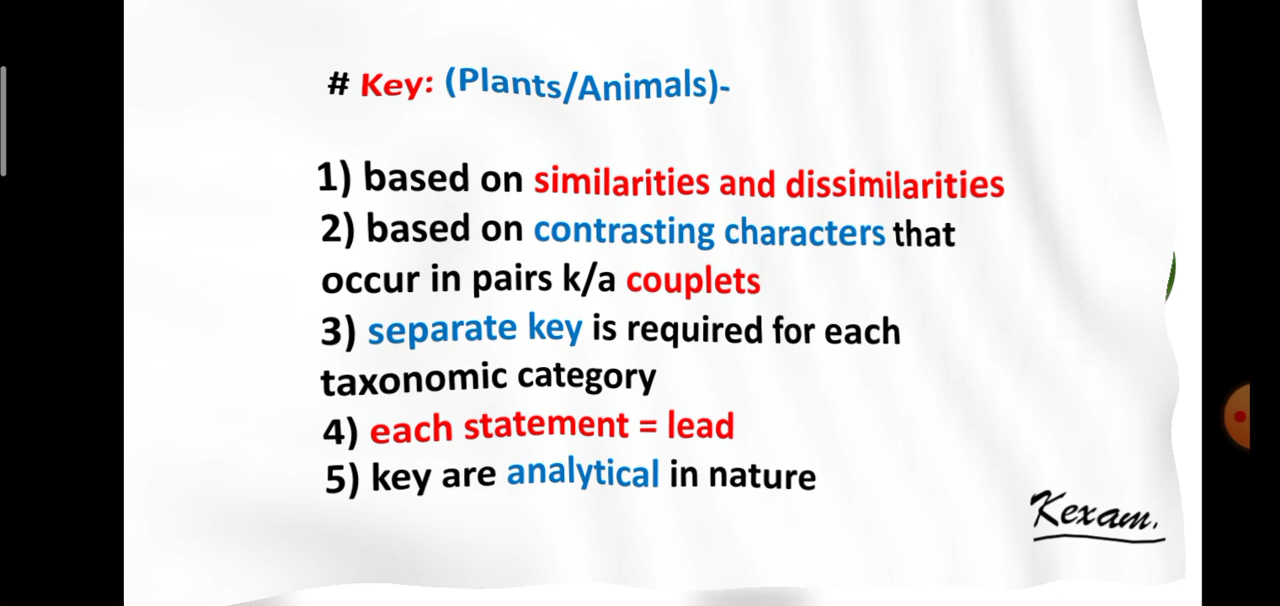 # Key: (Plants/Animals)-
1) based on similarities and dissimilarities
2) based on contrasting characters that
occur in pairs k/a couplets
3) separate key is required for each
taxonomic category
4) each statement = lead
5) key are analytical in nature
Kexam.